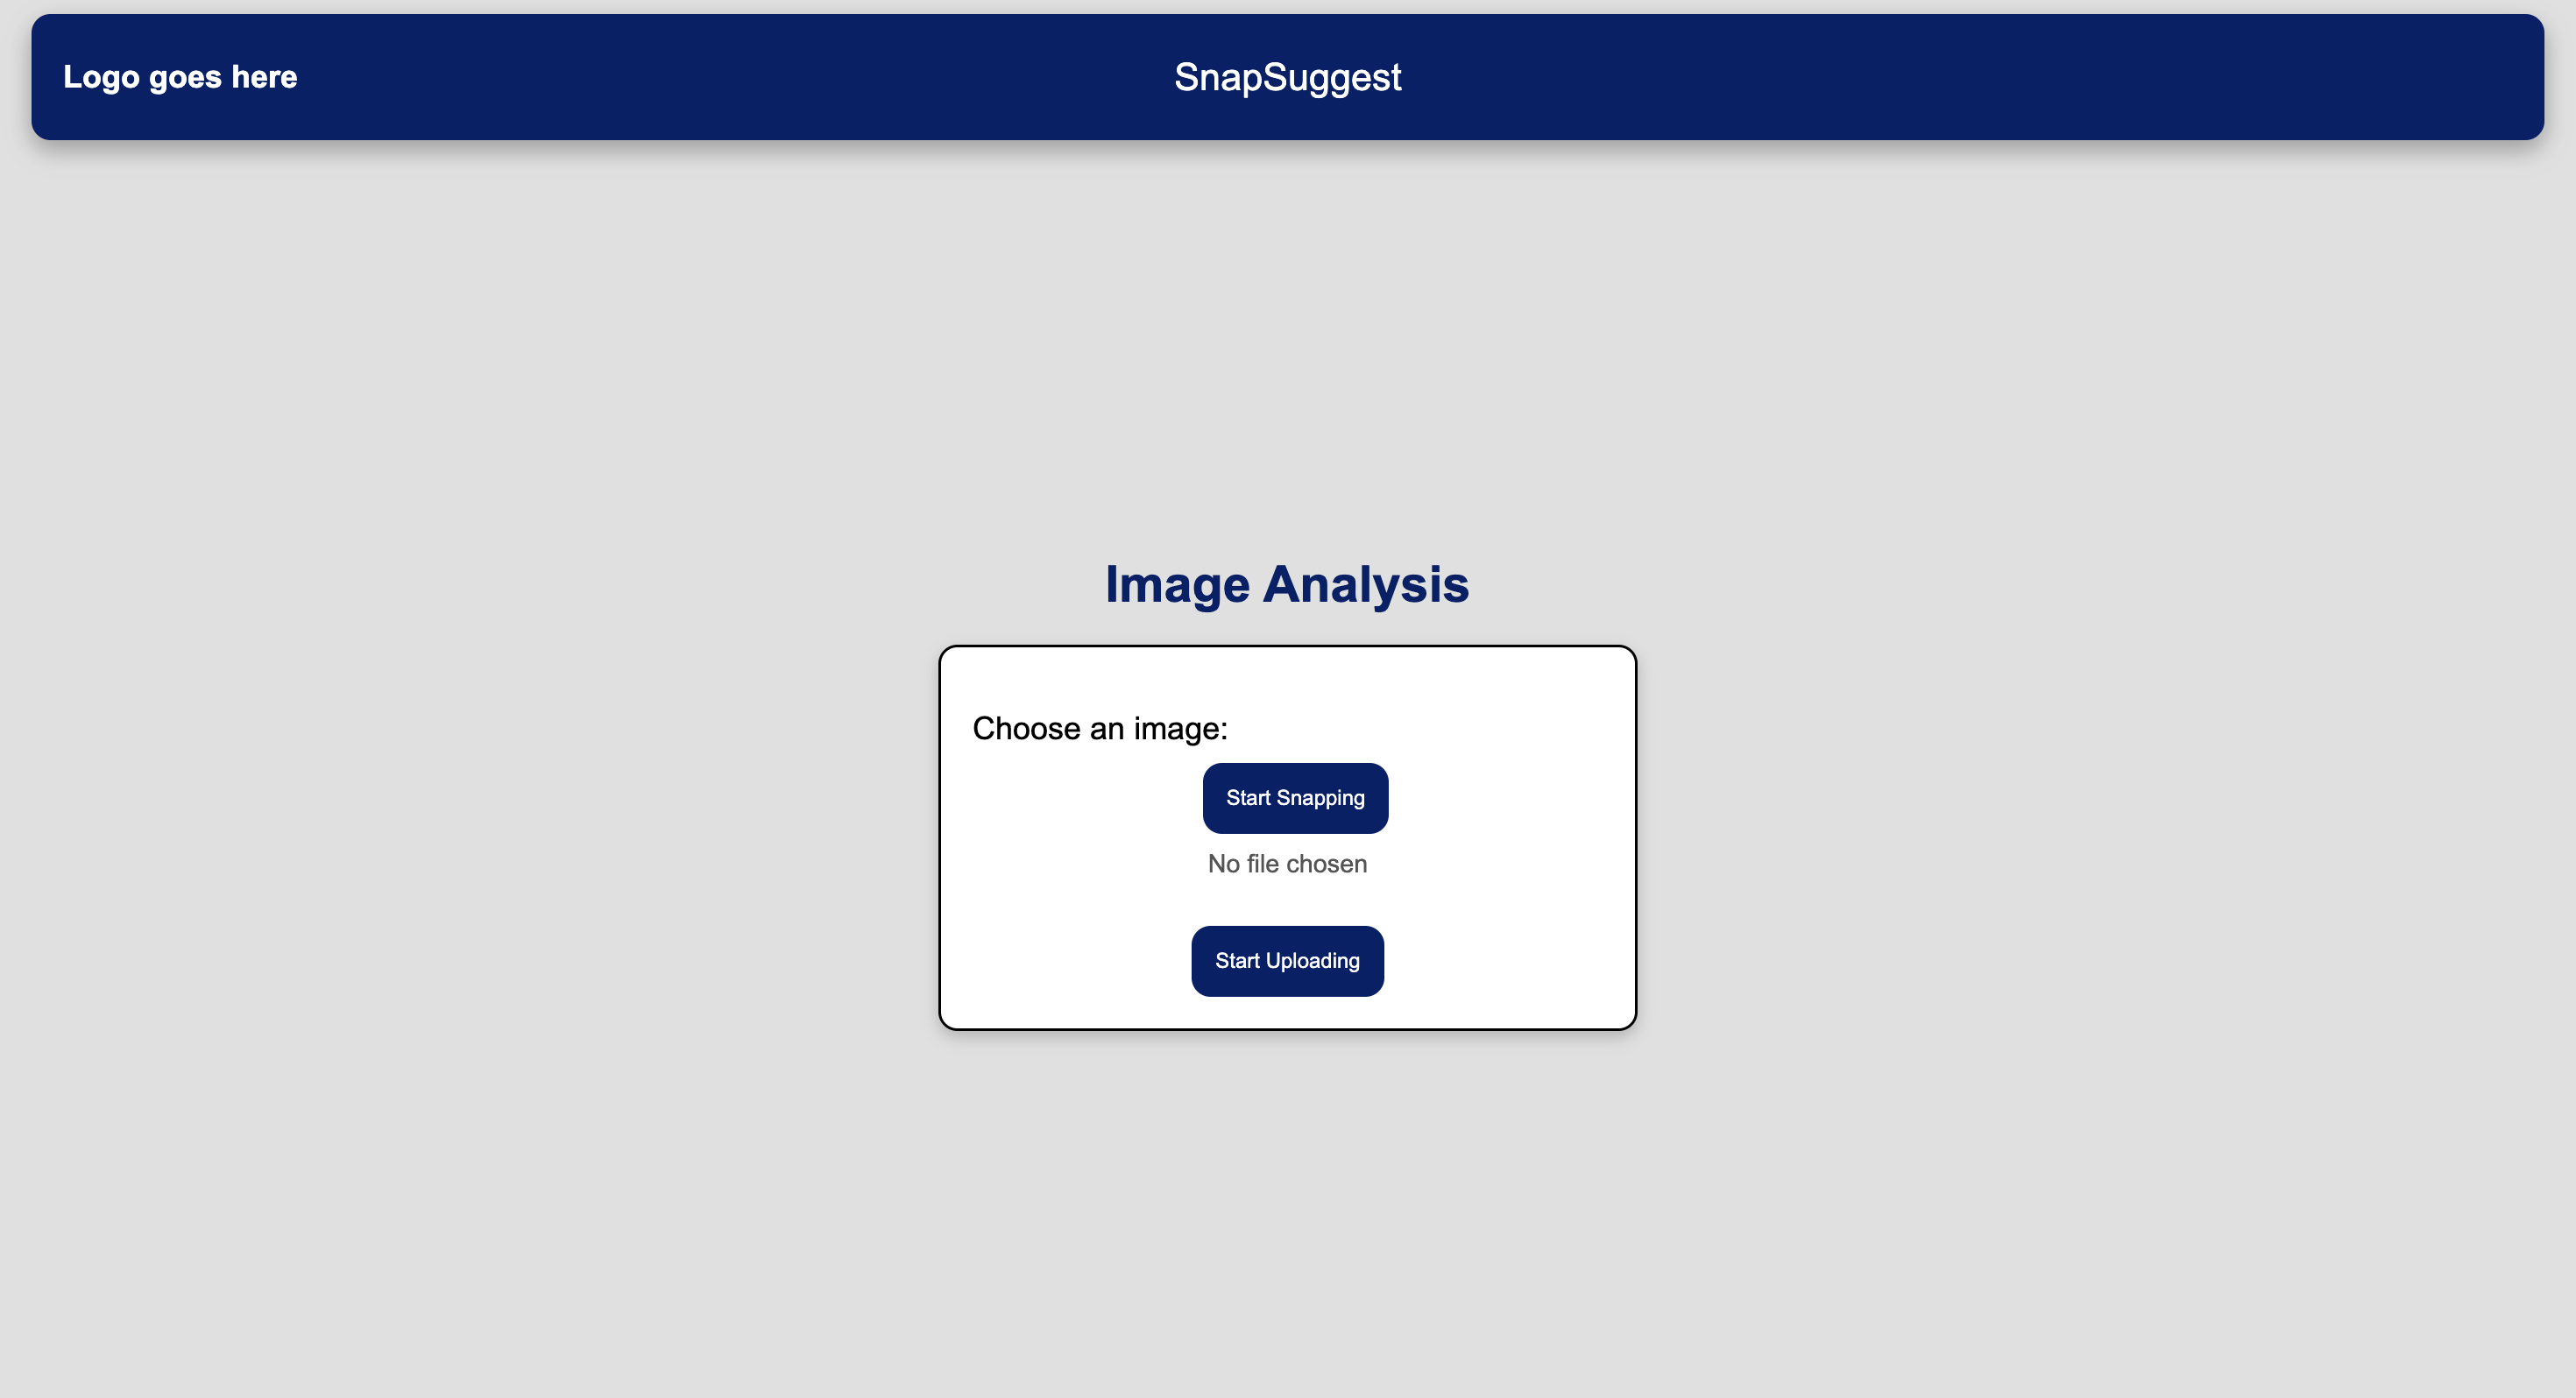 Logo goes here
SnapSuggest
Image Analysis
Choose an image:
Start Snapping
No file chosen
Start Uploading